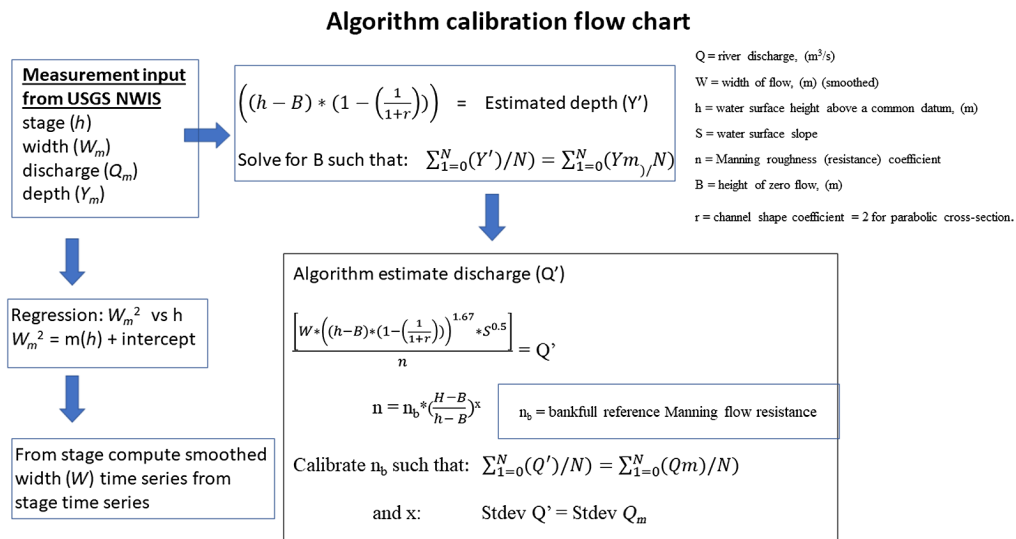 Algorithm calibration flow chart
Measurement input
from USGS NWIS
stage (h)
width (Wₘ)
discharge (Qₘ)
depth (Yₘ)
((h − B) * (1 − (1/(1+r)))) = Estimated depth (Y')
Solve for B such that: ∑ᴺ₁₌₀(Y')/N) = ∑ᴺ₁₌₀(Ym)/N)
Q = river discharge, (m³/s)
W = width of flow, (m) (smoothed)
h = water surface height above a common datum, (m)
S = water surface slope
n = Manning roughness (resistance) coefficient
B = height of zero flow, (m)
r = channel shape coefficient = 2 for parabolic cross-section.
Regression: Wₘ² vs h
Wₘ² = m(h) + intercept
From stage compute smoothed
width (W) time series from
stage time series
Algorithm estimate discharge (Q')
[W*((h−B)*(1−(1/(1+r))))^1.67 *S^0.5]/n = Q'
n = n_b*((H−B)/(h−B))^x
n_b = bankfull reference Manning flow resistance
Calibrate n_b such that: ∑ᴺ₁₌₀(Q')/N) = ∑ᴺ₁₌₀(Qm)/N)
and x: Stdev Q' = Stdev Qₘ